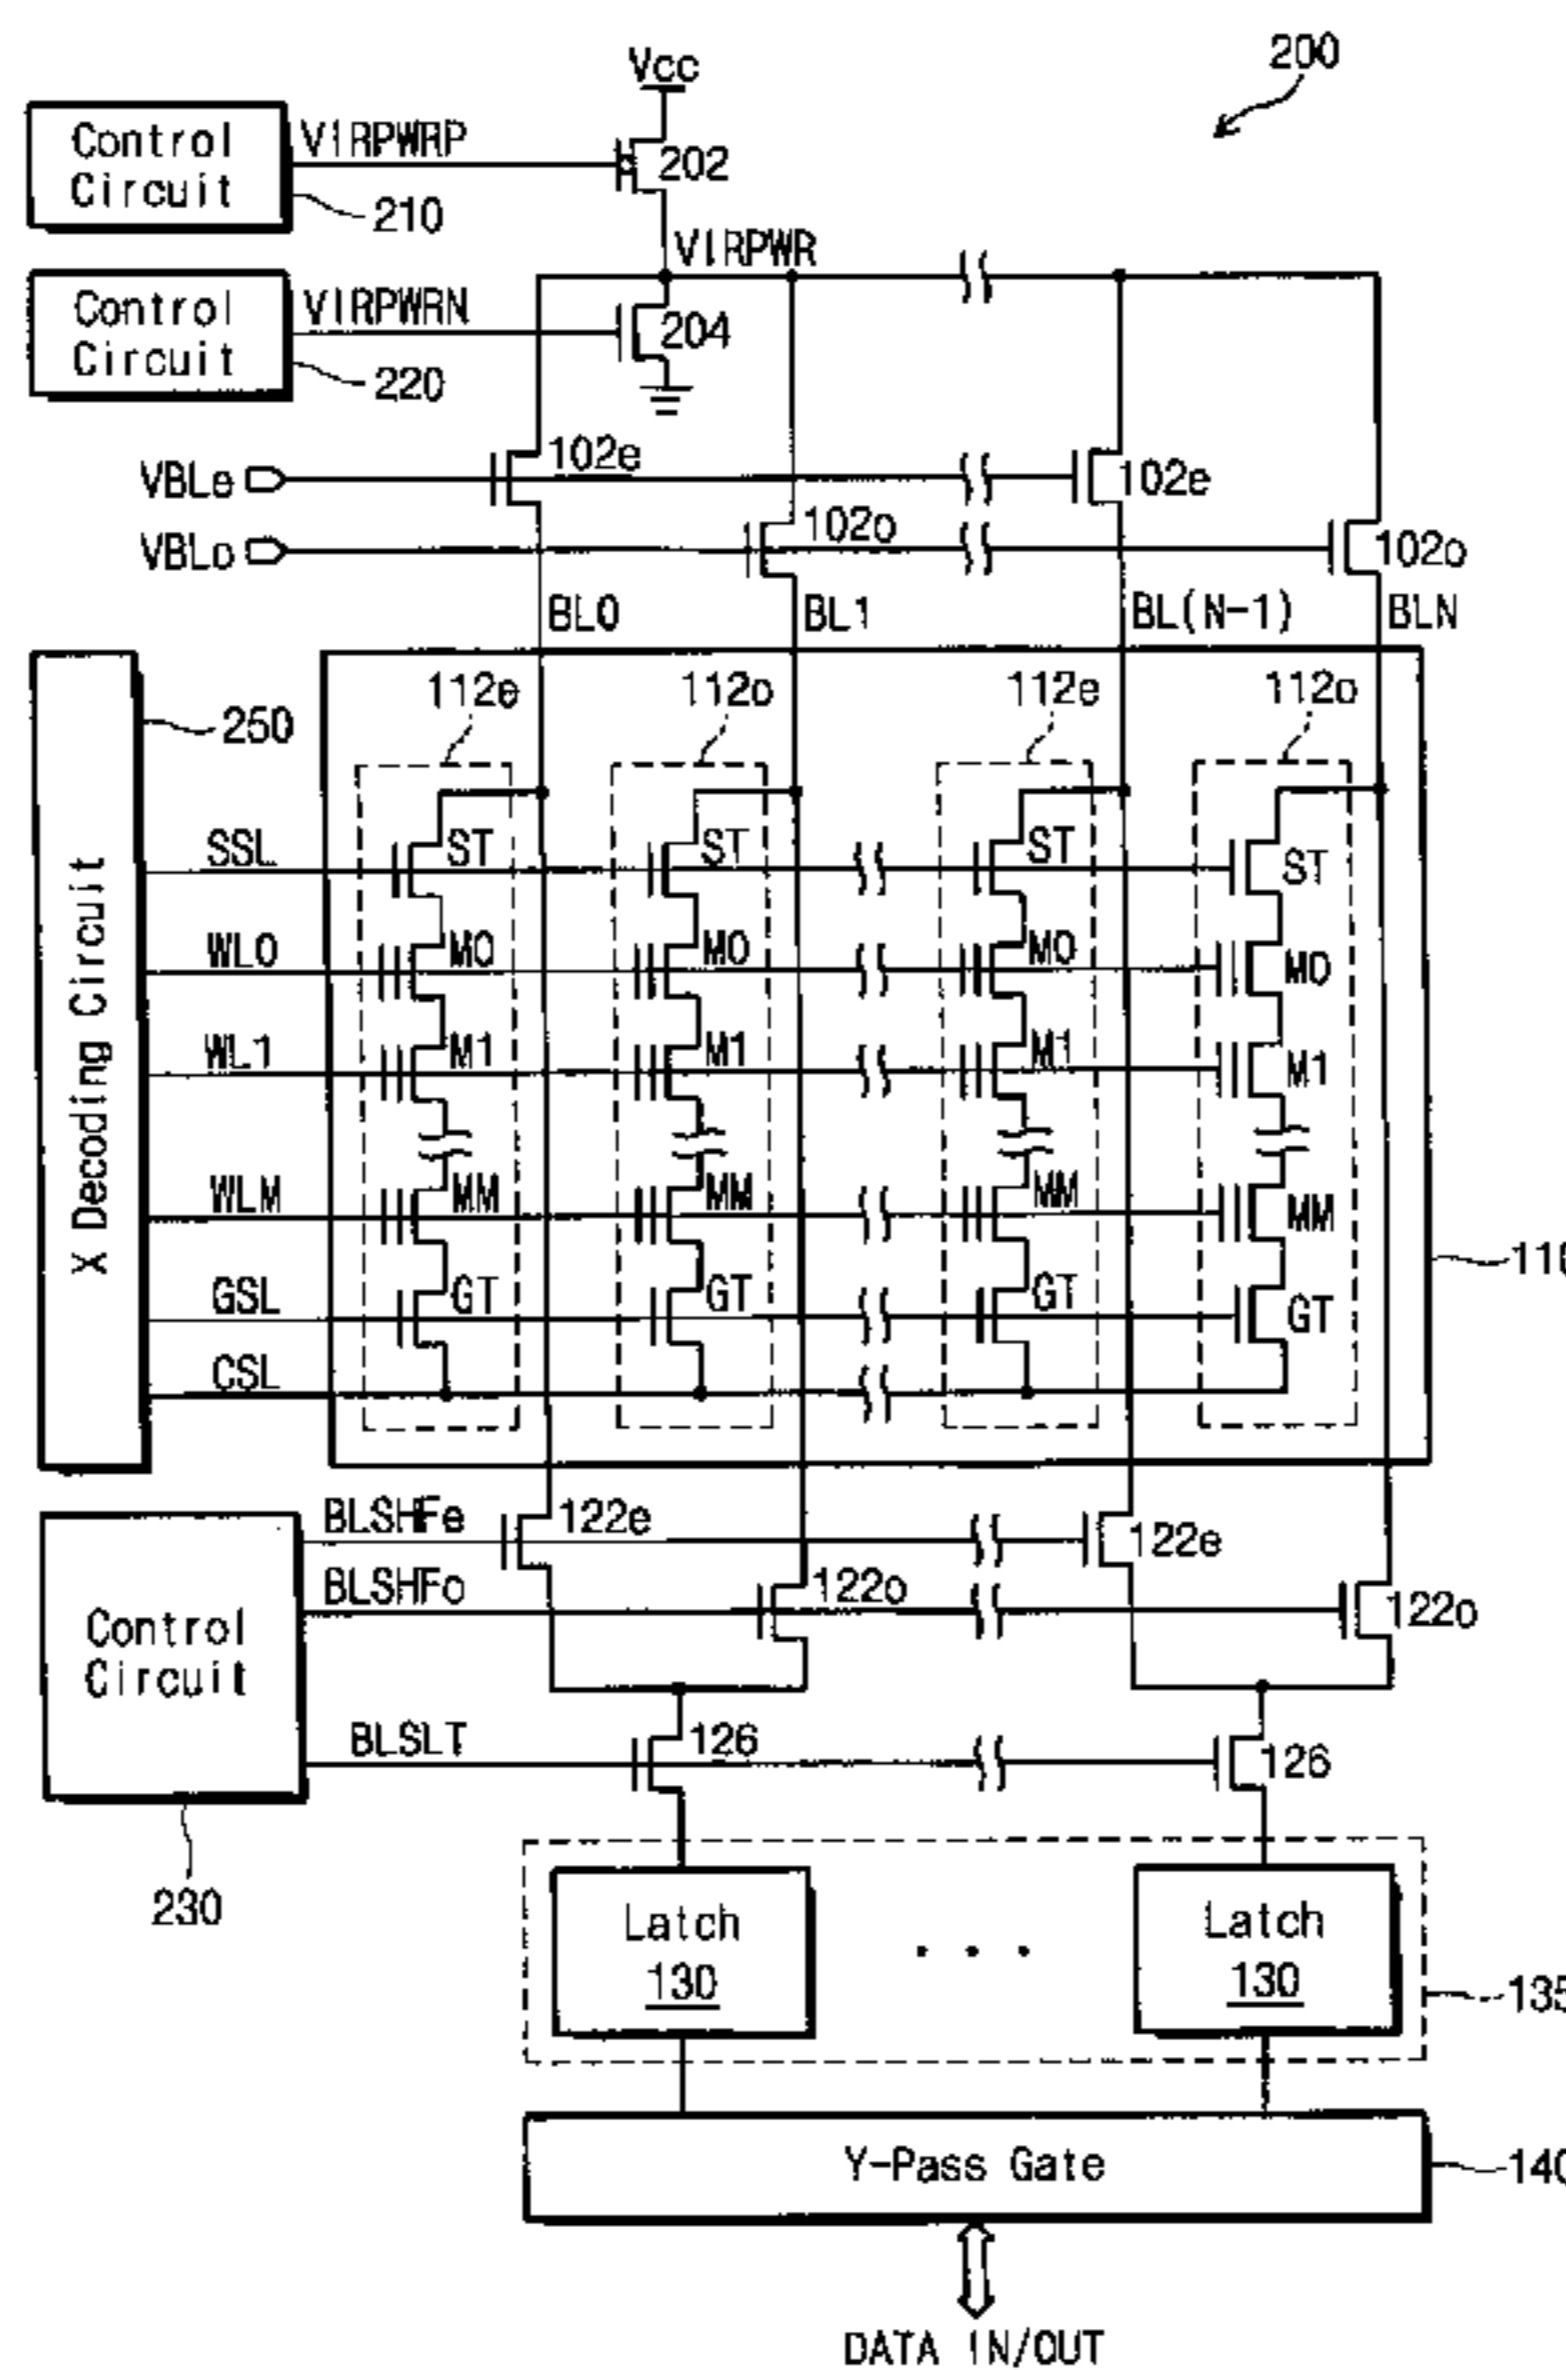 200
Vcc
Control
Circuit
VIRPWRP
202
210
VIRPWR
Control
Circuit
VIRPWRN
204
220
VBLe
102e
102e
VBLo
102o
102o
BL0
BL1
BL(N-1)
BLN
112e
112o
112e
112o
250
X Decoding Circuit
SSL
ST
ST
ST
ST
WL0
M0
M0
M0
M0
WL1
M1
M1
M1
M1
WLM
MM
MM
MM
MM
110
GSL
GT
GT
GT
GT
CSL
BLSHFe
122e
122e
BLSHFo
122o
122o
Control
Circuit
BLSLT
126
126
230
Latch
130
. . .
Latch
130
135
Y-Pass Gate
140
DATA IN/OUT